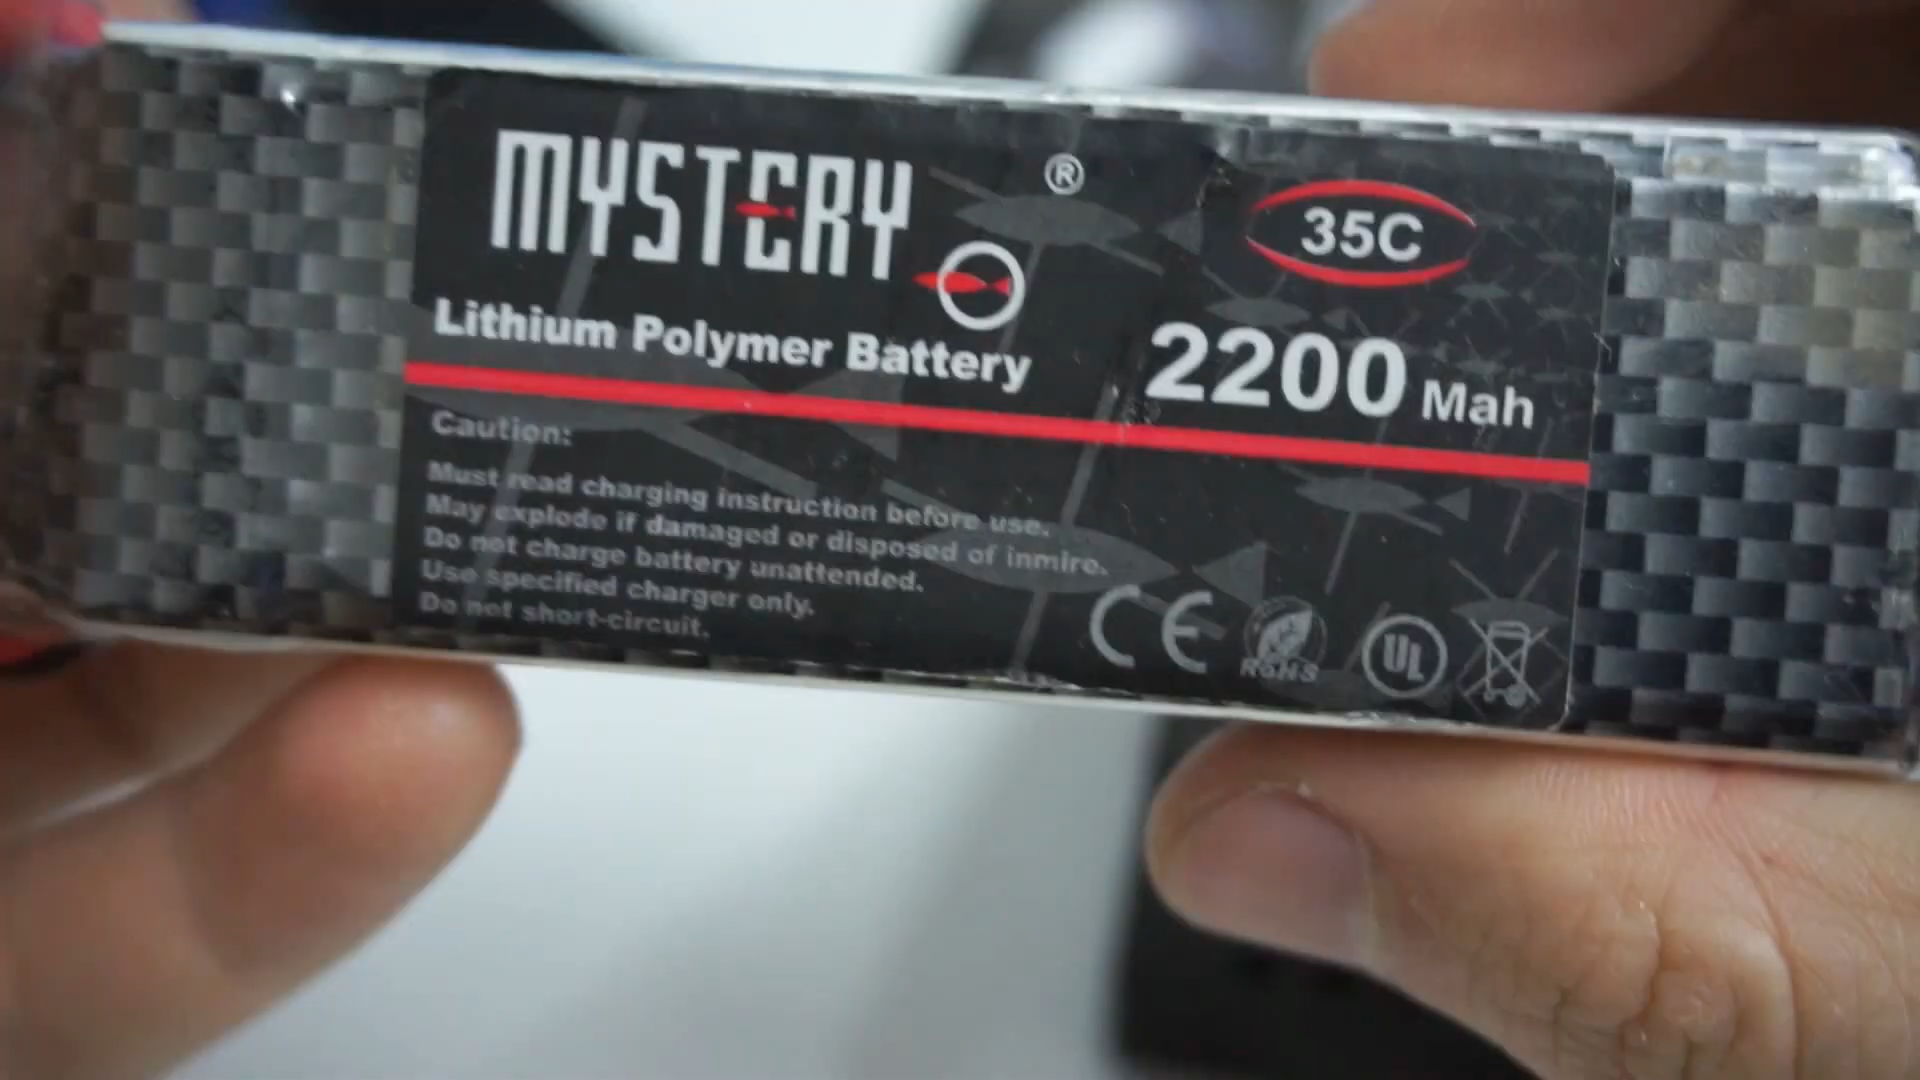 MYSTERY ®
35C
Lithium Polymer Battery
2200 Mah
Caution:
Must read charging instruction before use.
May explode if damaged or disposed of inmire.
Do not charge battery unattended.
Use specified charger only.
Do not short-circuit.
CE RoHS UL